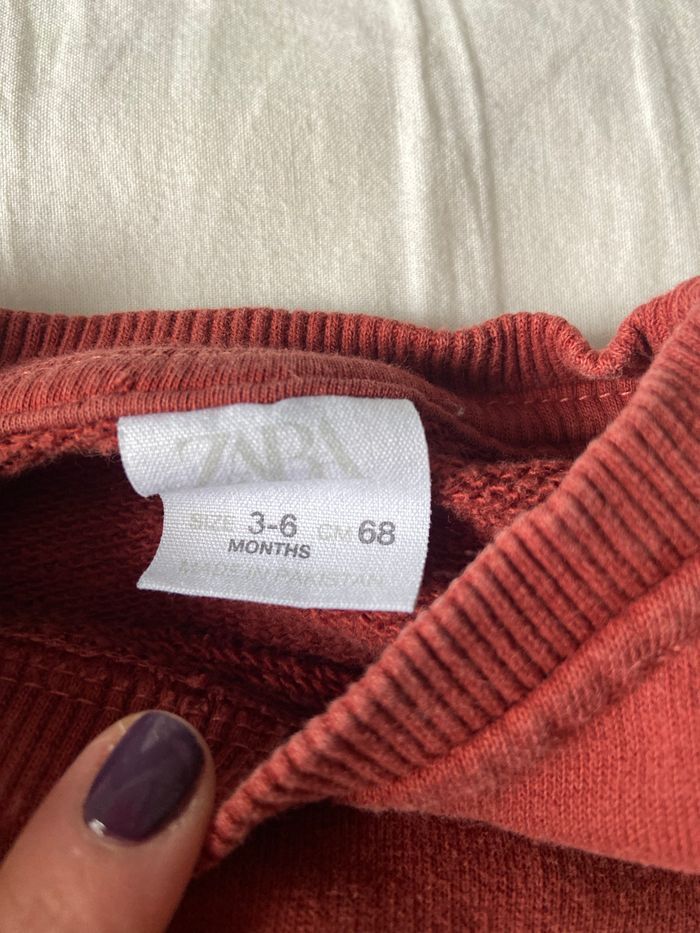 ZARA
SIZE 3-6 CM 68
MONTHS
MADE IN PAKISTAN